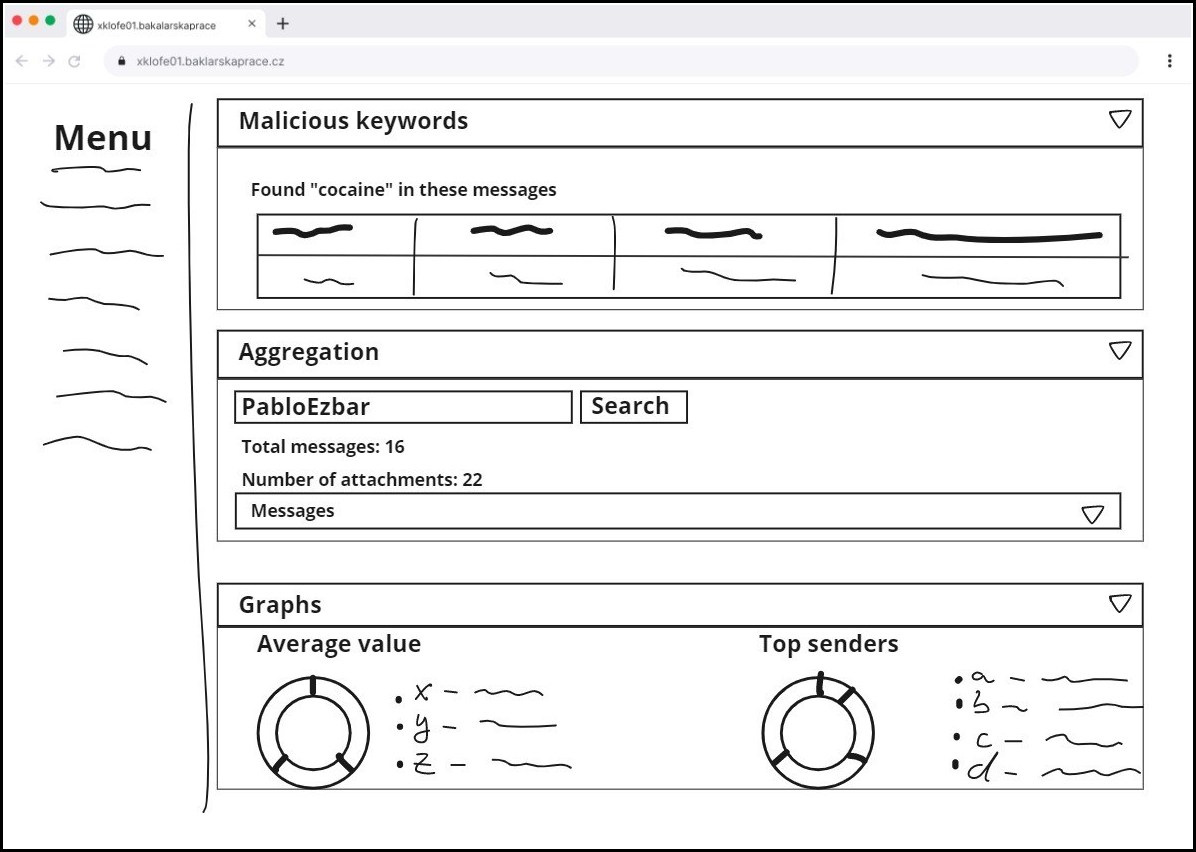 xklofe01.bakalarskaprace
xklofe01.baklarskaprace.cz
Menu
Malicious keywords
Found "cocaine" in these messages
Aggregation
PabloEzbar
Search
Total messages: 16
Number of attachments: 22
Messages
Graphs
Average value
x –
y –
z –
Top senders
a –
b ~
c –
d –